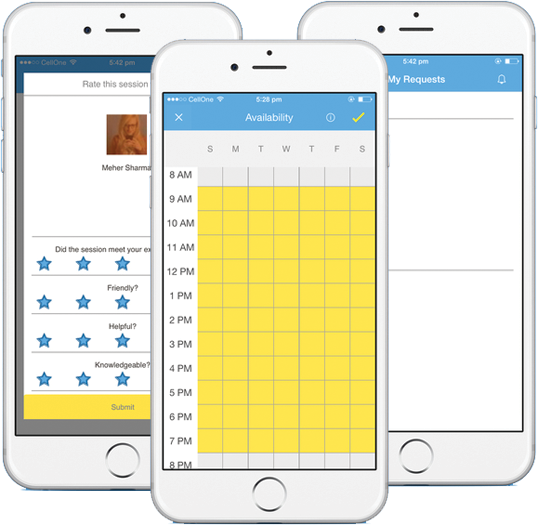 CellOne
5:42 pm
Rate this session
Meher Sharma
Did the session meet your ex
Friendly?
Helpful?
Knowledgeable?
Submit
CellOne
5:28 pm
Availability
S M T W T F S
8 AM
9 AM
10 AM
11 AM
12 PM
1 PM
2 PM
3 PM
4 PM
5 PM
6 PM
7 PM
8 PM
5:42 pm
My Requests